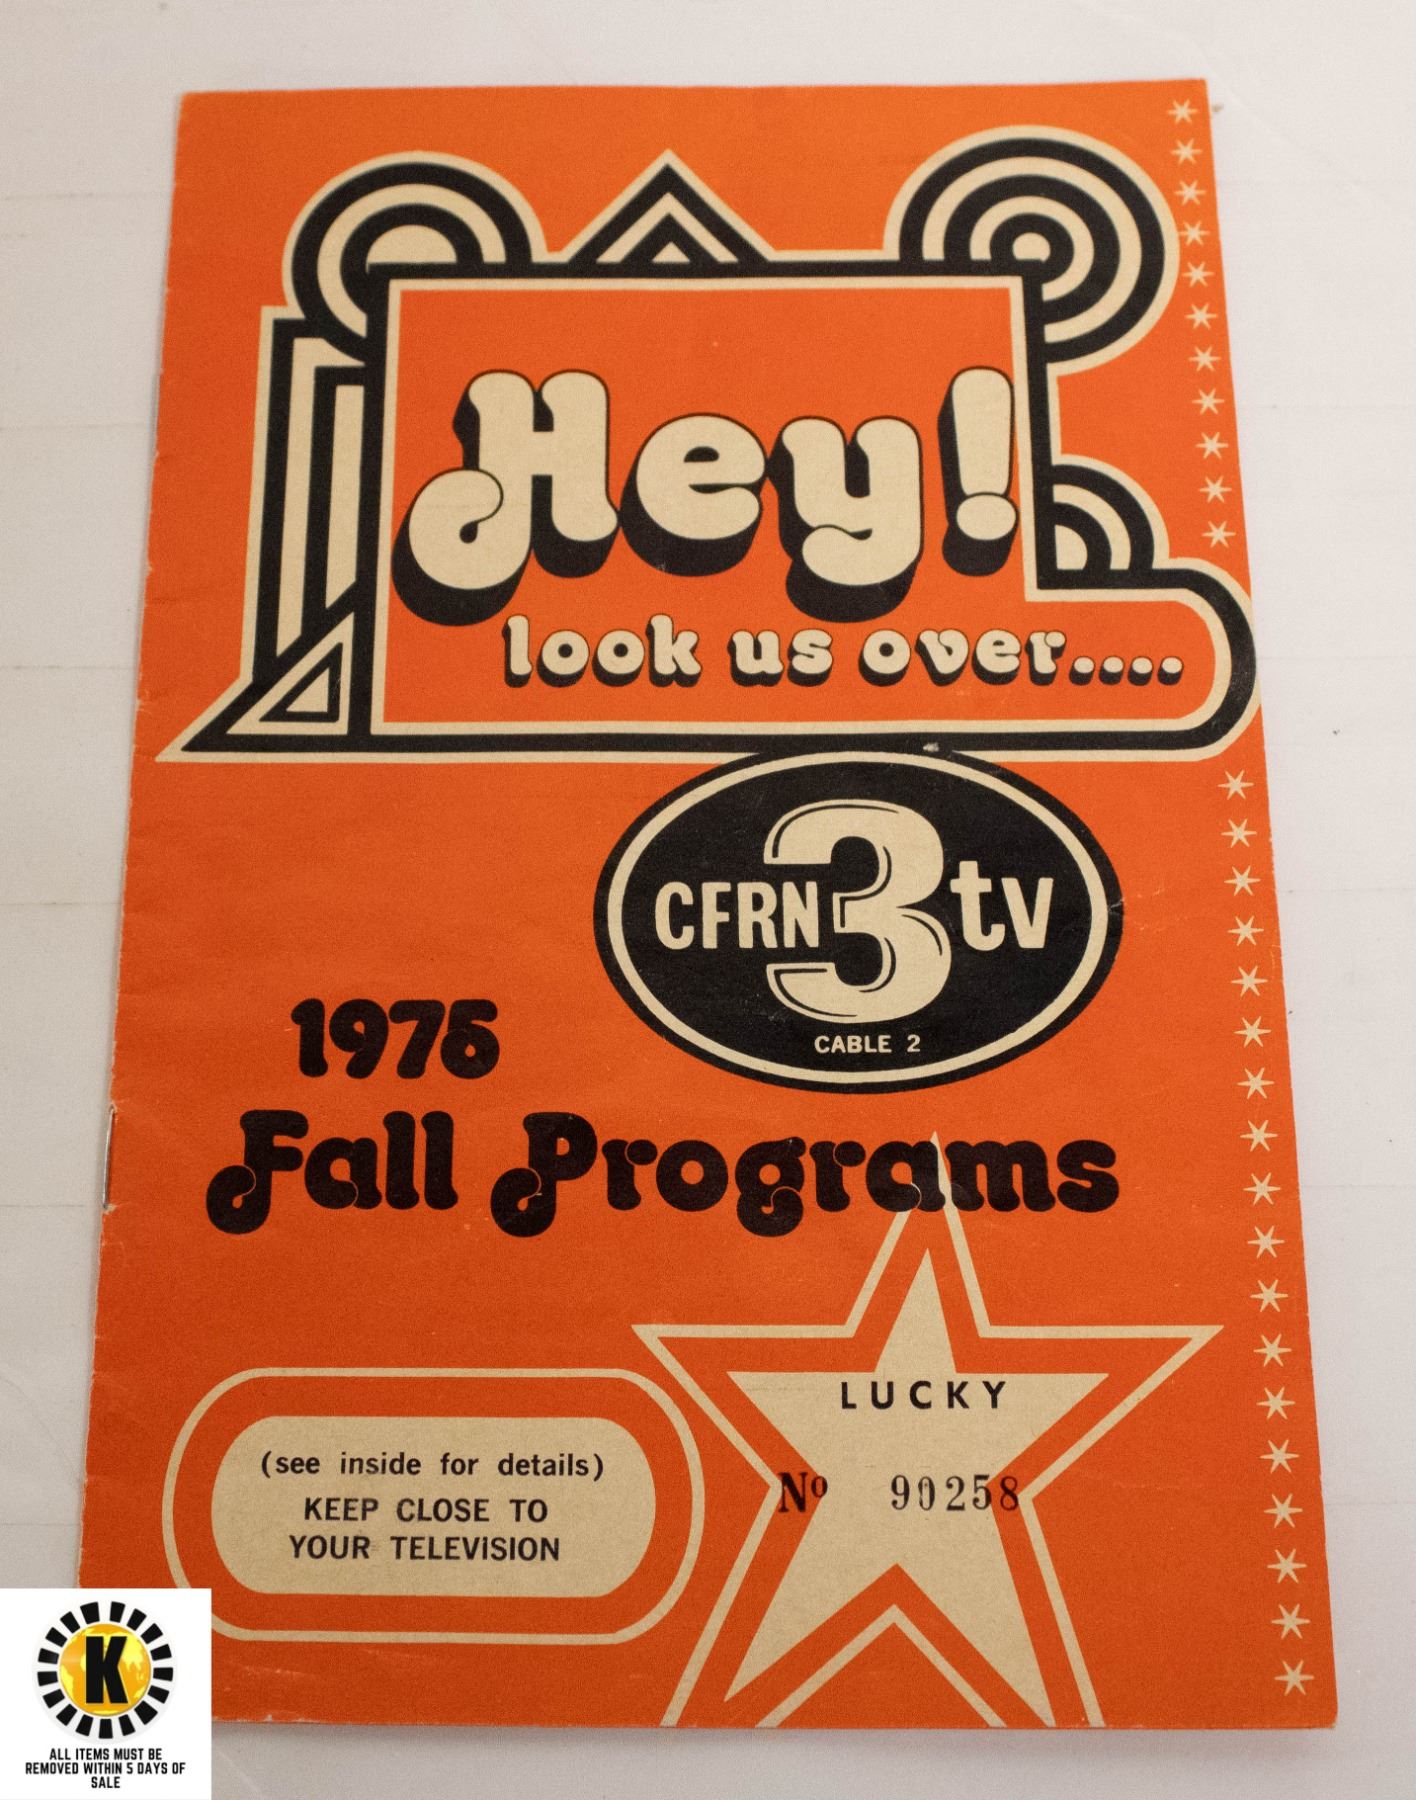 Hey!
look us over....
CFRN 3 tv
CABLE 2
1975
Fall Programs
LUCKY
No 90258
(see inside for details)
KEEP CLOSE TO
YOUR TELEVISION
K
ALL ITEMS MUST BE
REMOVED WITHIN 5 DAYS OF
SALE